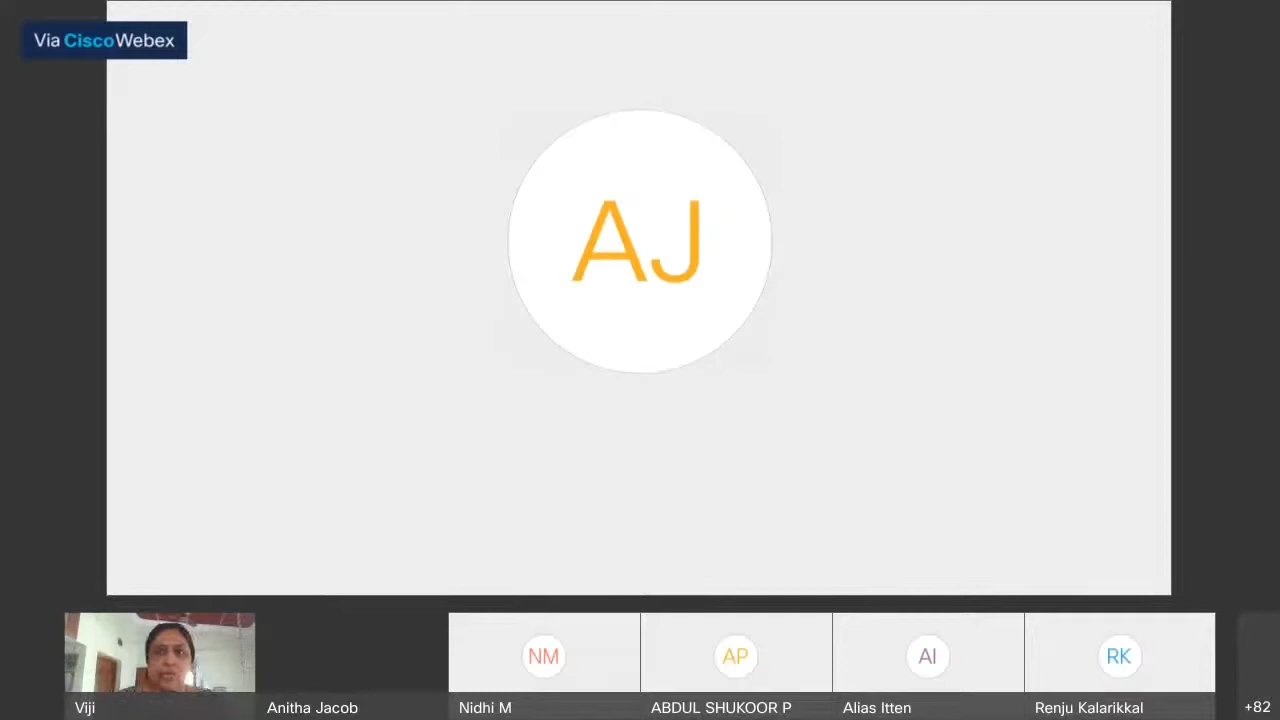 Via CiscoWebex
AJ
NM
AP
AI
RK
Viji
Anitha Jacob
Nidhi M
ABDUL SHUKOOR P
Alias Itten
Renju Kalarikkal
+82